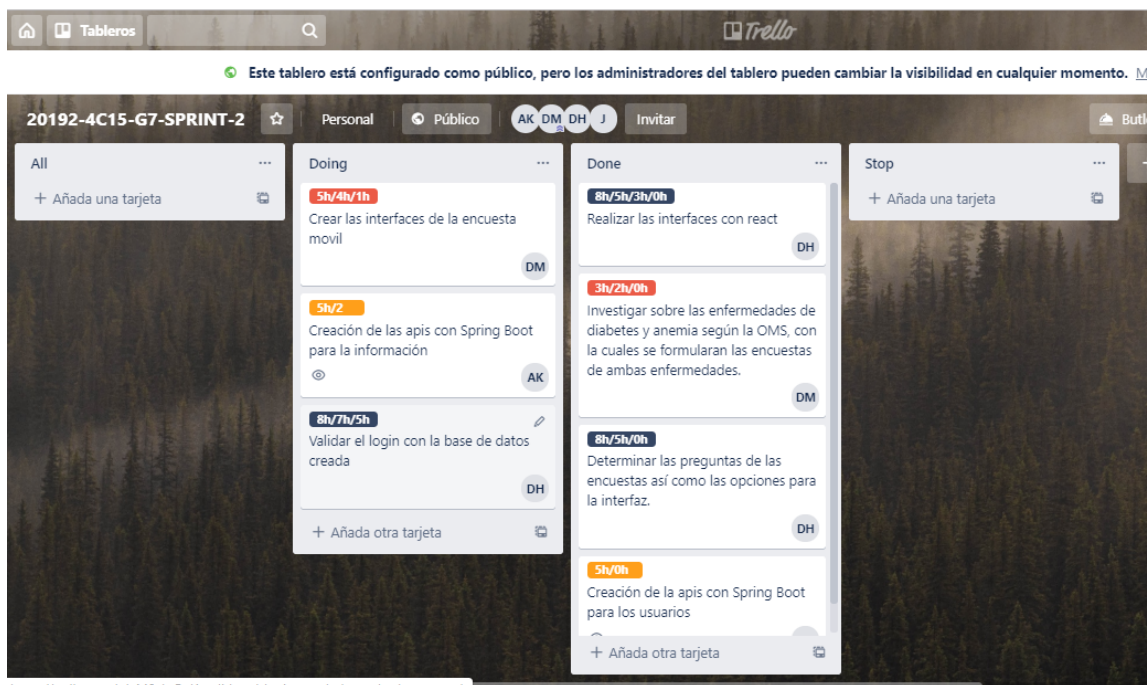 Tableros
Trello
Este tablero está configurado como público, pero los administradores del tablero pueden cambiar la visibilidad en cualquier momento.
20192-4C15-G7-SPRINT-2
Personal
Público
AK DM DH J
Invitar
All
+ Añada una tarjeta
Doing
5h/4h/1h
Crear las interfaces de la encuesta
movil
DM
5h/2
Creación de las apis con Spring Boot
para la información
AK
8h/7h/5h
Validar el login con la base de datos
creada
DH
+ Añada otra tarjeta
Done
8h/5h/3h/0h
Realizar las interfaces con react
DH
3h/2h/0h
Investigar sobre las enfermedades de
diabetes y anemia según la OMS, con
la cuales se formularan las encuestas
de ambas enfermedades.
DM
8h/5h/0h
Determinar las preguntas de las
encuestas así como las opciones para
la interfaz.
DH
5h/0h
Creación de la apis con Spring Boot
para los usuarios
+ Añada otra tarjeta
Stop
+ Añada una tarjeta